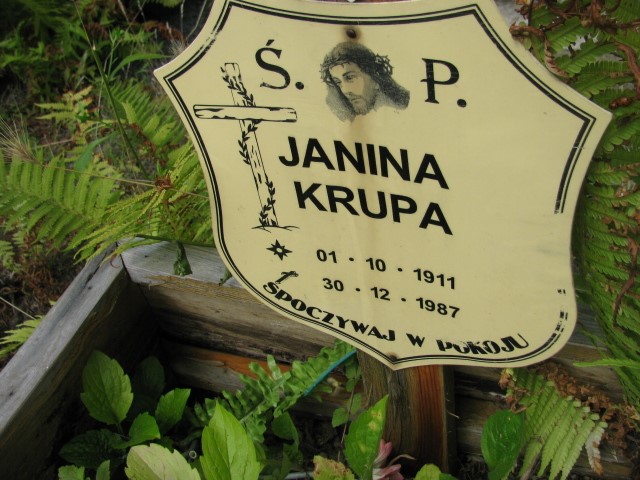 Ś. P.
JANINA
KRUPA
01 · 10 · 1911
30 · 12 · 1987
SPOCZYWAJ W POKOJU